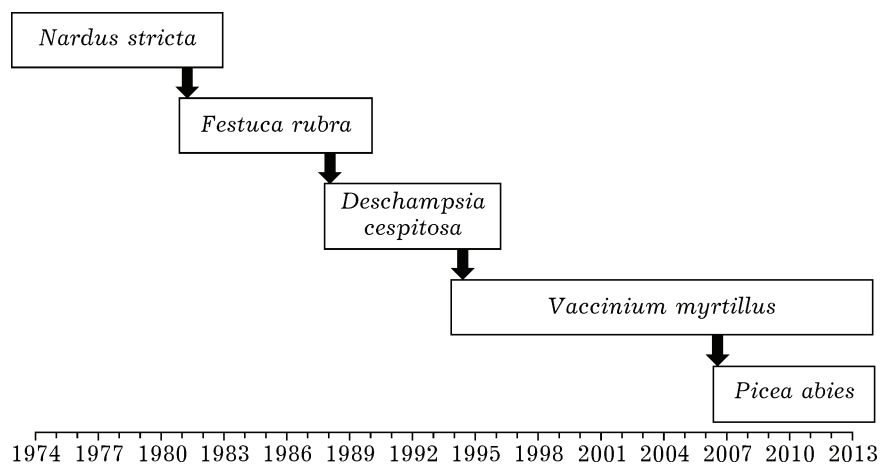 Nardus stricta
Festuca rubra
Deschampsia
cespitosa
Vaccinium myrtillus
Picea abies
1974 1977 1980 1983 1986 1989 1992 1995 1998 2001 2004 2007 2010 2013